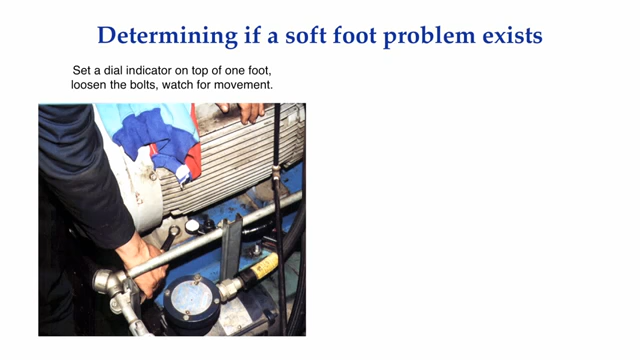 Determining if a soft foot problem exists
Set a dial indicator on top of one foot,
loosen the bolts, watch for movement.